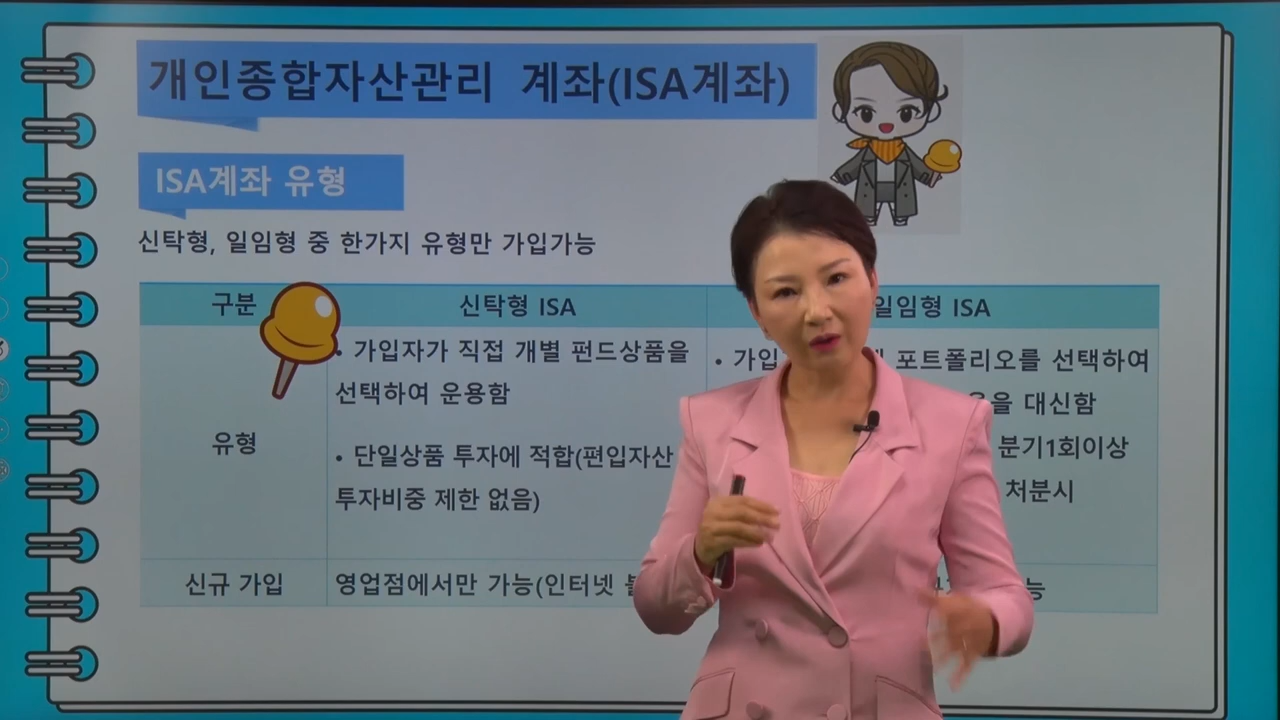 개인종합자산관리 계좌(ISA계좌)
ISA계좌 유형
신탁형, 일임형 중 한가지 유형만 가입가능
구분
신탁형 ISA
일임형 ISA
유형
• 가입자가 직접 개별 펀드상품을
선택하여 운용함
• 단일상품 투자에 적합(편입자산
투자비중 제한 없음)
• 가입
포트폴리오를 선택하여
을 대신함
분기1회이상
처분시
신규 가입
영업점에서만 가능(인터넷